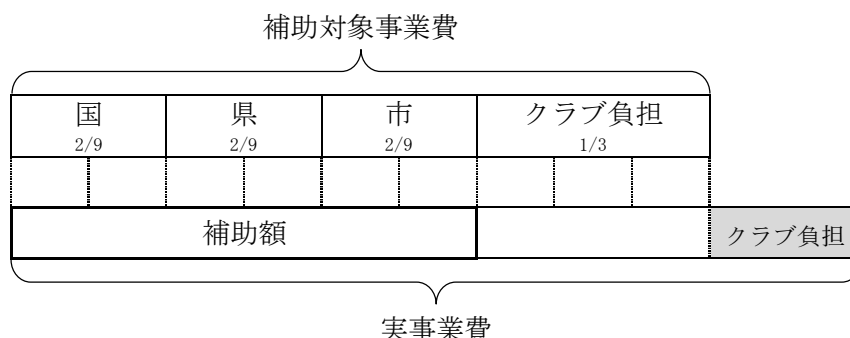 補助対象事業費
国 県 市 クラブ負担
2/9 2/9 2/9 1/3
補助額 クラブ負担
実事業費